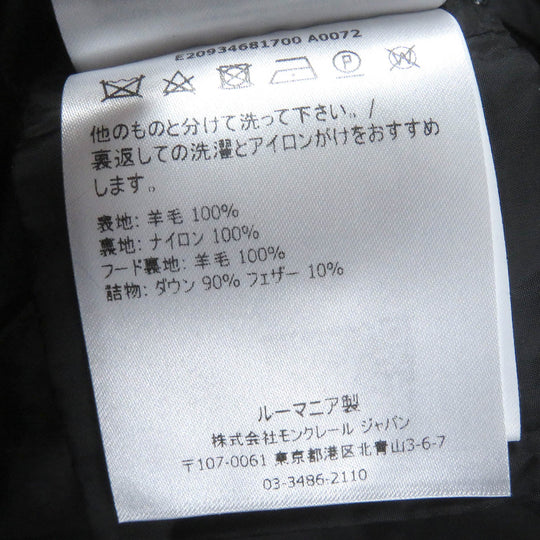 E20934681700 A0072
P W
他のものと分けて洗って下さい。/
裏返しての洗濯とアイロンがけをおすすめ
します。
表地: 羊毛 100%
裏地: ナイロン 100%
フード裏地: 羊毛 100%
詰物: ダウン 90% フェザー 10%
ルーマニア製
株式会社モンクレール ジャパン
〒107-0061 東京都港区北青山3-6-7
03-3486-2110